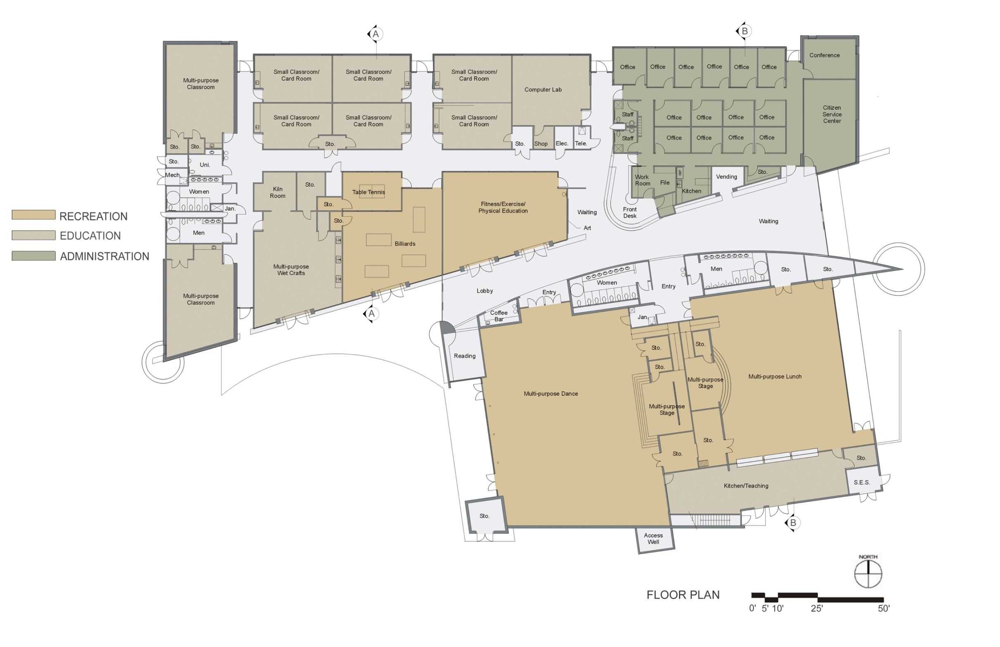 A
B
Conference
Multi-purpose
Classroom
Small Classroom/
Card Room
Small Classroom/
Card Room
Small Classroom/
Card Room
Computer Lab
Office
Office
Office
Office
Office
Office
Small Classroom/
Card Room
Small Classroom/
Card Room
Small Classroom/
Card Room
Staff
Office
Office
Office
Office
Citizen
Service
Center
Sto.
Sto.
Sto.
Sto.
Shop
Elec.
Tele.
Staff
Office
Office
Office
Office
Sto.
Uni.
Mech.
Women
Jan.
Men
Kiln
Room
Sto.
Sto.
Sto.
Table Tennis
Billiards
Fitness/Exercise/
Physical Education
Waiting
Art
Front
Desk
Work
Room
File
REF
Kitchen
Vending
Sto.
Waiting
RECREATION
EDUCATION
ADMINISTRATION
Multi-purpose
Wet Crafts
Multi-purpose
Classroom
Lobby
Entry
Women
Entry
Men
Sto.
Sto.
A
Coffee
Bar
Jan.
Reading
Sto.
Sto.
Sto.
Multi-purpose Dance
Multi-purpose
Stage
Multi-purpose
Stage
Multi-purpose Lunch
Sto.
Sto.
Sto.
Kitchen/Teaching
S.E.S.
Sto.
B
Access
Well
NORTH
FLOOR PLAN
0' 5' 10' 25' 50'